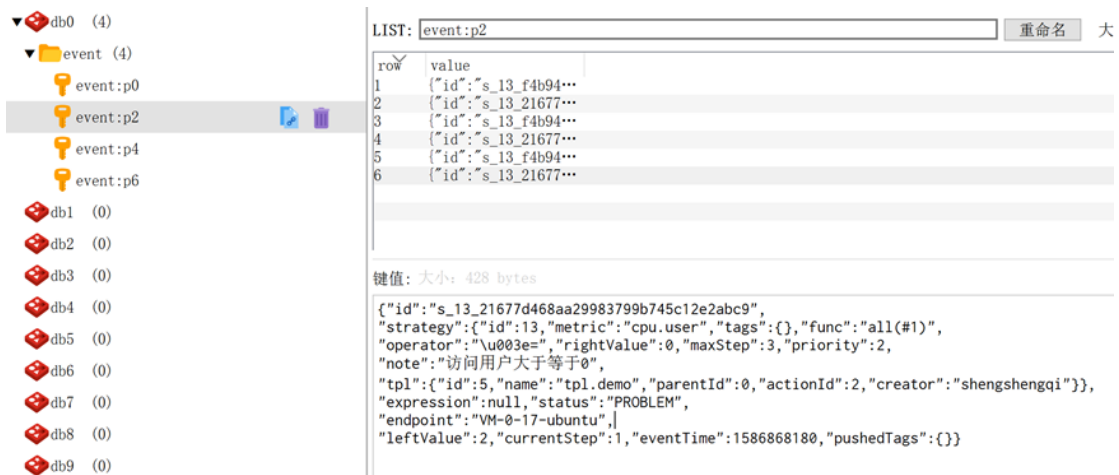 db0 (4)
event (4)
event:p0
event:p2
event:p4
event:p6
db1 (0)
db2 (0)
db3 (0)
db4 (0)
db5 (0)
db6 (0)
db7 (0)
db8 (0)
db9 (0)
LIST: event:p2 重命名 大
row value
1 {"id":"s_13_f4b94…
2 {"id":"s_13_21677…
3 {"id":"s_13_f4b94…
4 {"id":"s_13_21677…
5 {"id":"s_13_f4b94…
6 {"id":"s_13_21677…
键值: 大小: 428 bytes
{"id":"s_13_21677d468aa29983799b745c12e2abc9",
"strategy":{"id":13,"metric":"cpu.user","tags":{},"func":"all(#1)",
"operator":"\u003e=","rightValue":0,"maxStep":3,"priority":2,
"note":"访问用户大于等于0",
"tpl":{"id":5,"name":"tpl.demo","parentId":0,"actionId":2,"creator":"shengshengqi"}},
"expression":null,"status":"PROBLEM",
"endpoint":"VM-0-17-ubuntu",
"leftValue":2,"currentStep":1,"eventTime":1586868180,"pushedTags":{}}